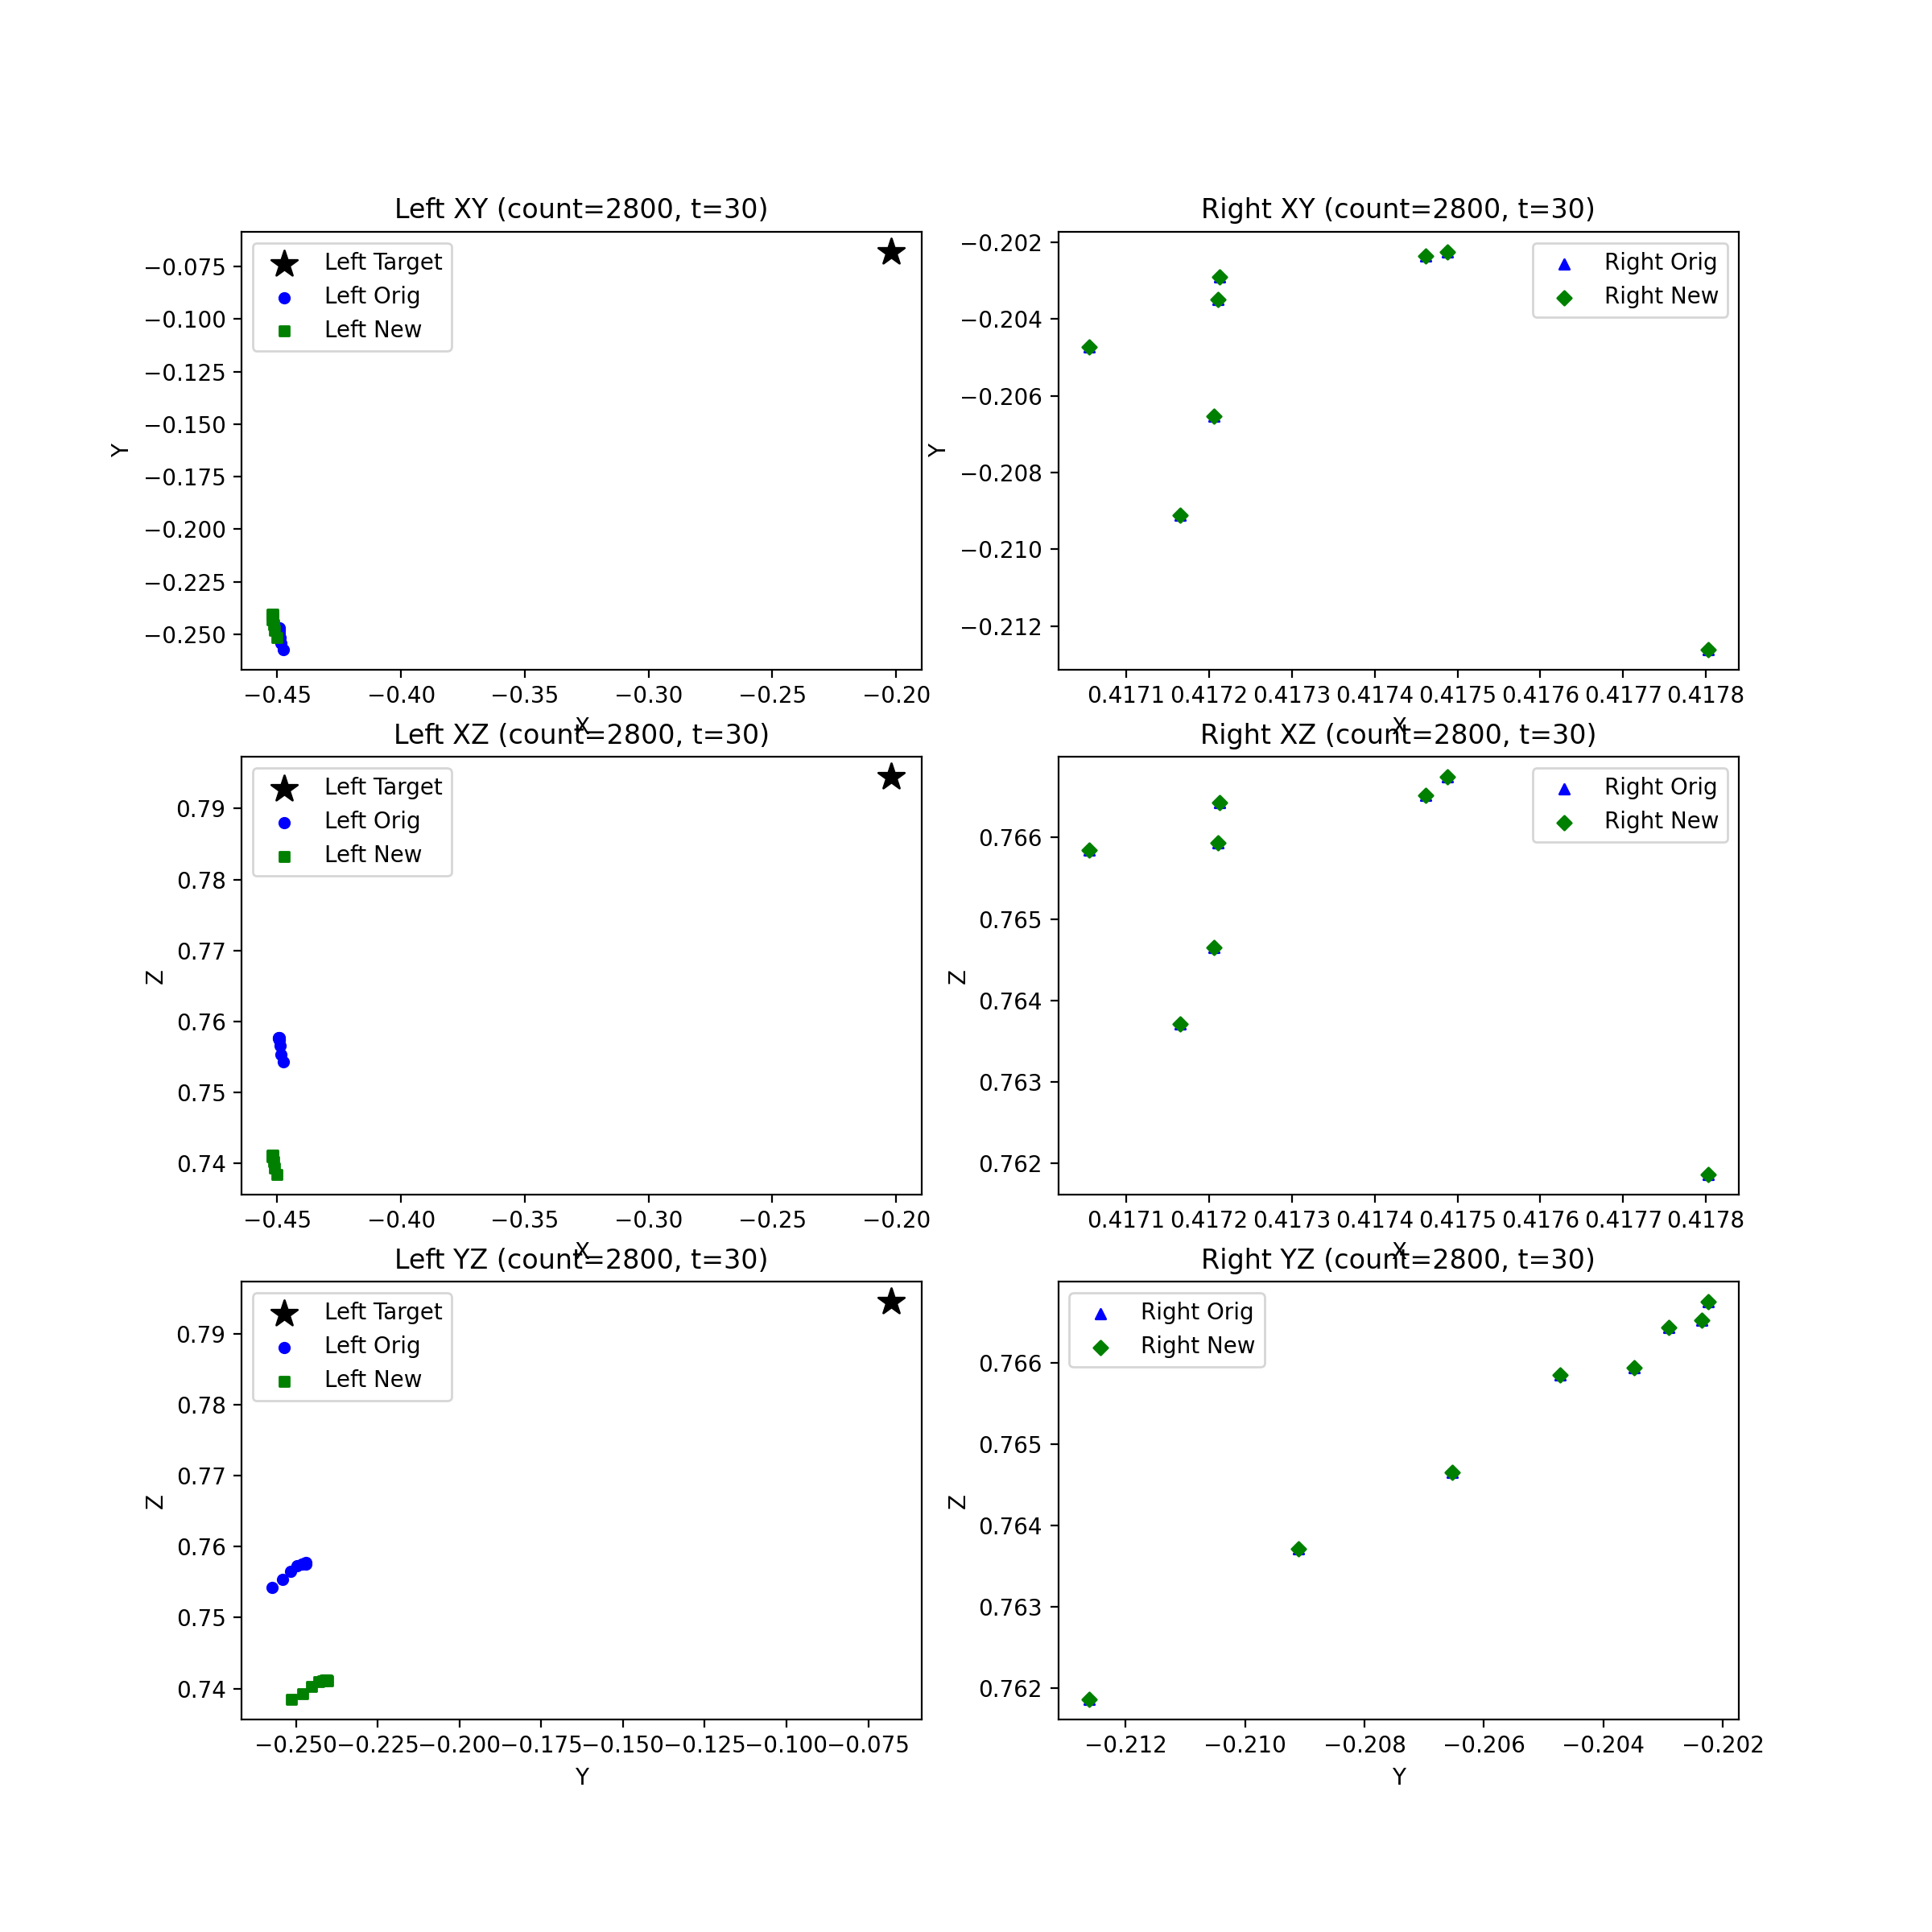 Left XY (count=2800, t=30)
Left Target
Left Orig
Left New
Y
−0.075
−0.100
−0.125
−0.150
−0.175
−0.200
−0.225
−0.250
−0.45 −0.40 −0.35 −0.30 −0.25 −0.20
X
Right XY (count=2800, t=30)
Right Orig
Right New
Y
−0.202
−0.204
−0.206
−0.208
−0.210
−0.212
0.4171 0.4172 0.4173 0.4174 0.4175 0.4176 0.4177 0.4178
X
Left XZ (count=2800, t=30)
Left Target
Left Orig
Left New
Z
0.79
0.78
0.77
0.76
0.75
0.74
−0.45 −0.40 −0.35 −0.30 −0.25 −0.20
X
Right XZ (count=2800, t=30)
Right Orig
Right New
Z
0.766
0.765
0.764
0.763
0.762
0.4171 0.4172 0.4173 0.4174 0.4175 0.4176 0.4177 0.4178
X
Left YZ (count=2800, t=30)
Left Target
Left Orig
Left New
Z
0.79
0.78
0.77
0.76
0.75
0.74
−0.250 −0.225 −0.200 −0.175 −0.150 −0.125 −0.100 −0.075
Y
Right YZ (count=2800, t=30)
Right Orig
Right New
Z
0.766
0.765
0.764
0.763
0.762
−0.212 −0.210 −0.208 −0.206 −0.204 −0.202
Y